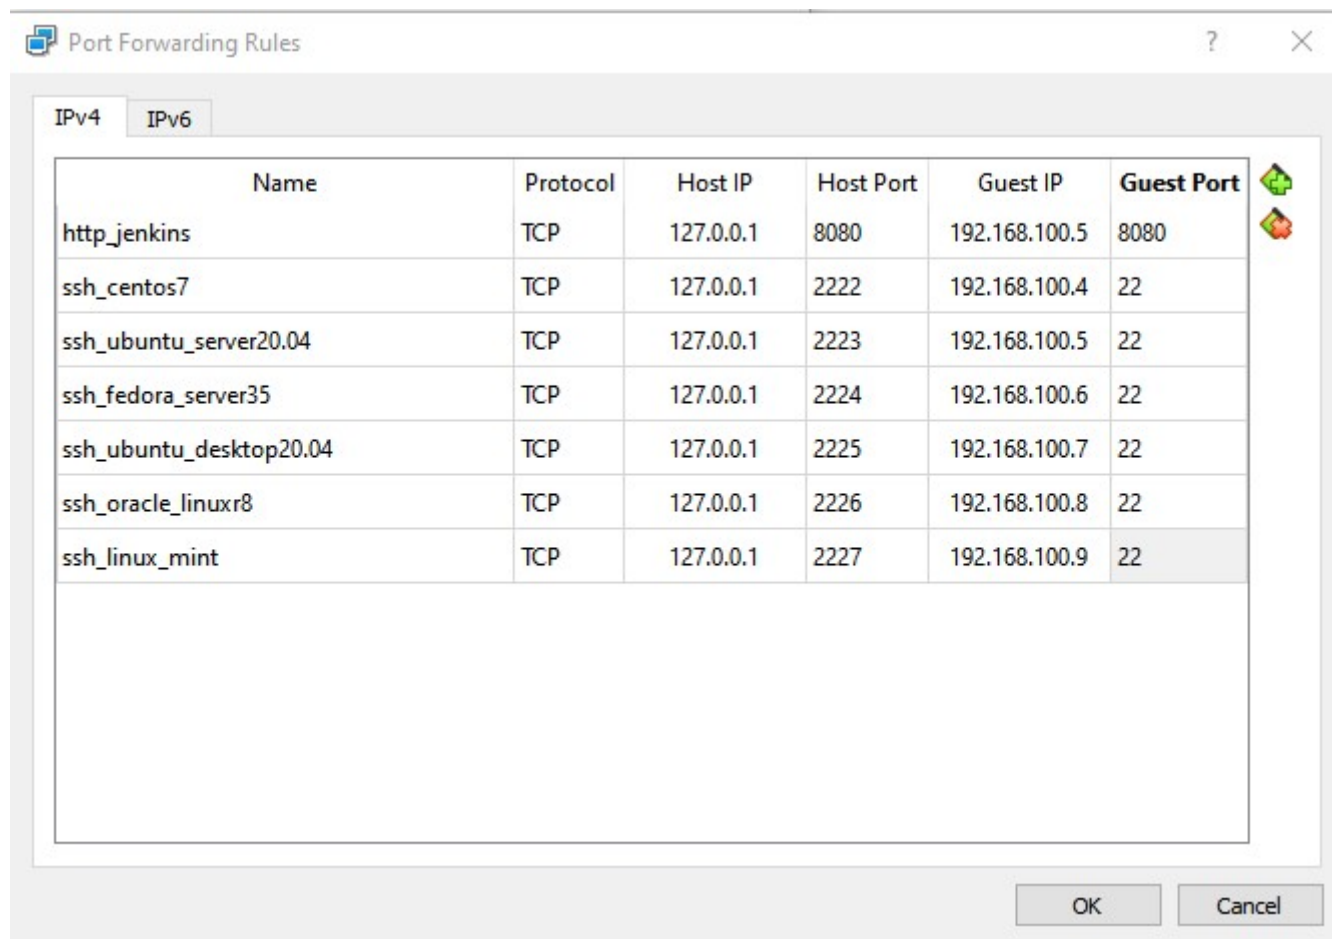 Port Forwarding Rules ?
IPv4 IPv6
Name Protocol Host IP Host Port Guest IP Guest Port
http_jenkins TCP 127.0.0.1 8080 192.168.100.5 8080
ssh_centos7 TCP 127.0.0.1 2222 192.168.100.4 22
ssh_ubuntu_server20.04 TCP 127.0.0.1 2223 192.168.100.5 22
ssh_fedora_server35 TCP 127.0.0.1 2224 192.168.100.6 22
ssh_ubuntu_desktop20.04 TCP 127.0.0.1 2225 192.168.100.7 22
ssh_oracle_linuxr8 TCP 127.0.0.1 2226 192.168.100.8 22
ssh_linux_mint TCP 127.0.0.1 2227 192.168.100.9 22
OK Cancel